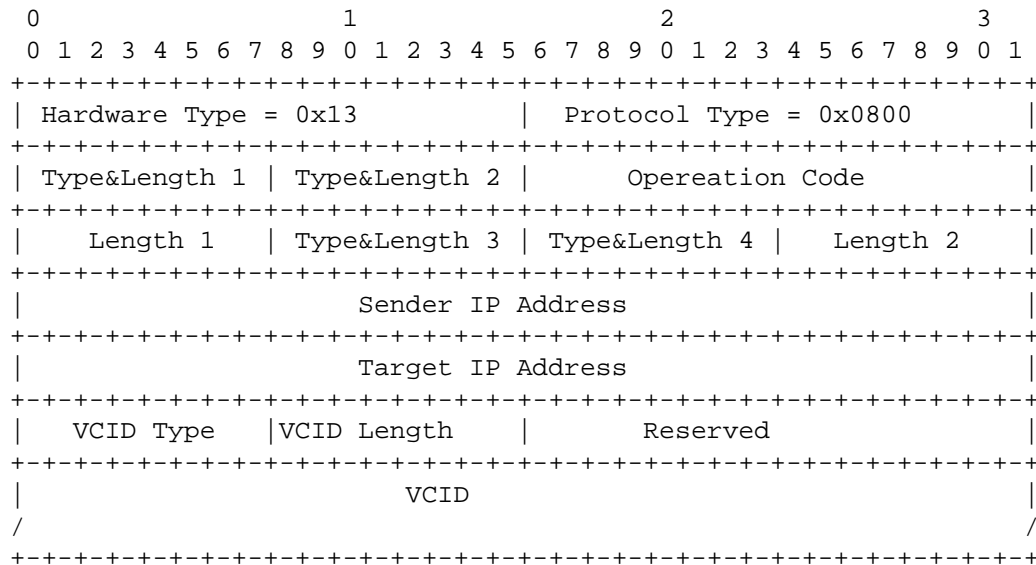 0                   1                   2                   3
 0 1 2 3 4 5 6 7 8 9 0 1 2 3 4 5 6 7 8 9 0 1 2 3 4 5 6 7 8 9 0 1
+-+-+-+-+-+-+-+-+-+-+-+-+-+-+-+-+-+-+-+-+-+-+-+-+-+-+-+-+-+-+-+-+
| Hardware Type = 0x13          |  Protocol Type = 0x0800       |
+-+-+-+-+-+-+-+-+-+-+-+-+-+-+-+-+-+-+-+-+-+-+-+-+-+-+-+-+-+-+-+-+
| Type&Length 1 | Type&Length 2 |      Opereation Code          |
+-+-+-+-+-+-+-+-+-+-+-+-+-+-+-+-+-+-+-+-+-+-+-+-+-+-+-+-+-+-+-+-+
|    Length 1   | Type&Length 3 | Type&Length 4 |   Length 2    |
+-+-+-+-+-+-+-+-+-+-+-+-+-+-+-+-+-+-+-+-+-+-+-+-+-+-+-+-+-+-+-+-+
|                     Sender IP Address                         |
+-+-+-+-+-+-+-+-+-+-+-+-+-+-+-+-+-+-+-+-+-+-+-+-+-+-+-+-+-+-+-+-+
|                     Target IP Address                         |
+-+-+-+-+-+-+-+-+-+-+-+-+-+-+-+-+-+-+-+-+-+-+-+-+-+-+-+-+-+-+-+-+
|   VCID Type   |VCID Length    |       Reserved                |
+-+-+-+-+-+-+-+-+-+-+-+-+-+-+-+-+-+-+-+-+-+-+-+-+-+-+-+-+-+-+-+-+
|                        VCID                                   |
/                                                               /
+-+-+-+-+-+-+-+-+-+-+-+-+-+-+-+-+-+-+-+-+-+-+-+-+-+-+-+-+-+-+-+-+